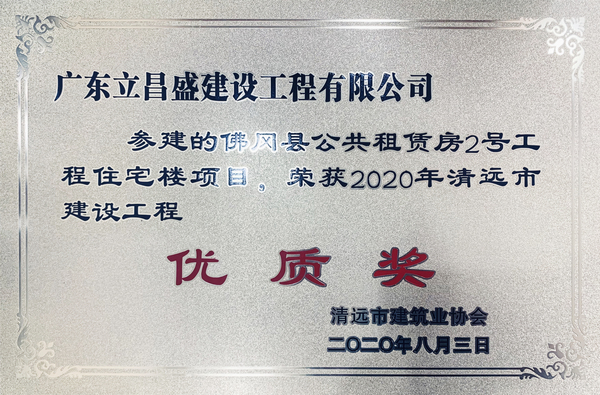 广东立昌盛建设工程有限公司
参建的佛冈县公共租赁房2号工
程住宅楼项目，荣获2020年清远市
建设工程
优质奖
清远市建筑业协会
二〇二〇年八月三日